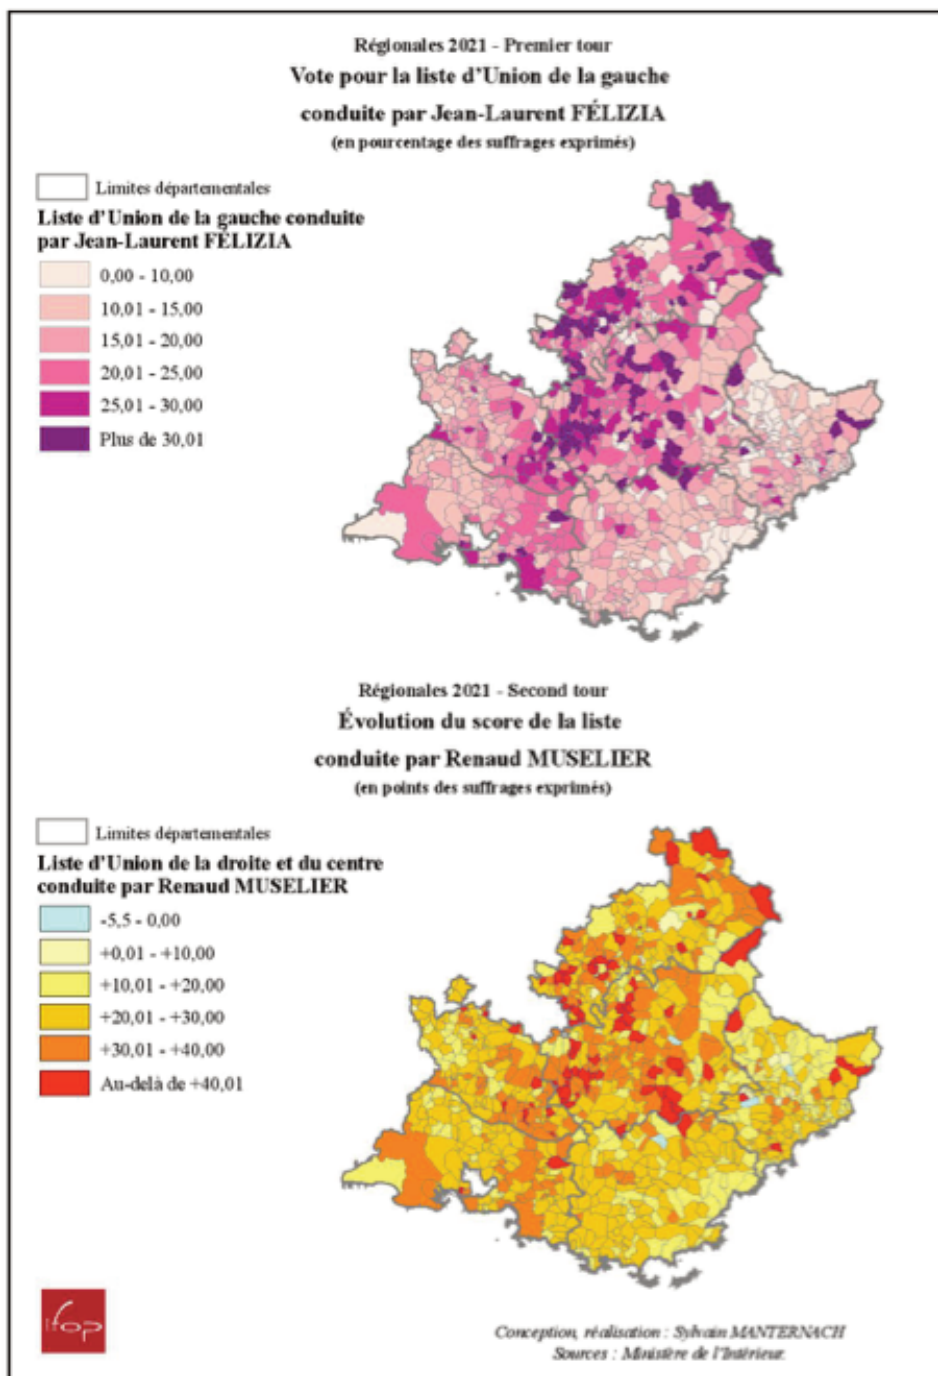 Régionales 2021 - Premier tour
Vote pour la liste d'Union de la gauche
conduite par Jean-Laurent FÉLIZIA
(en pourcentage des suffrages exprimés)
Limites départementales
Liste d'Union de la gauche conduite
par Jean-Laurent FÉLIZIA
0,00 - 10,00
10,01 - 15,00
15,01 - 20,00
20,01 - 25,00
25,01 - 30,00
Plus de 30,01
Régionales 2021 - Second tour
Évolution du score de la liste
conduite par Renaud MUSELIER
(en points des suffrages exprimés)
Limites départementales
Liste d'Union de la droite et du centre
conduite par Renaud MUSELIER
-5,5 - 0,00
+0,01 - +10,00
+10,01 - +20,00
+20,01 - +30,00
+30,01 - +40,00
Au-delà de +40,01
ifop
Conception, réalisation : Sylvain MANTERNACH
Sources : Ministère de l'Intérieur.